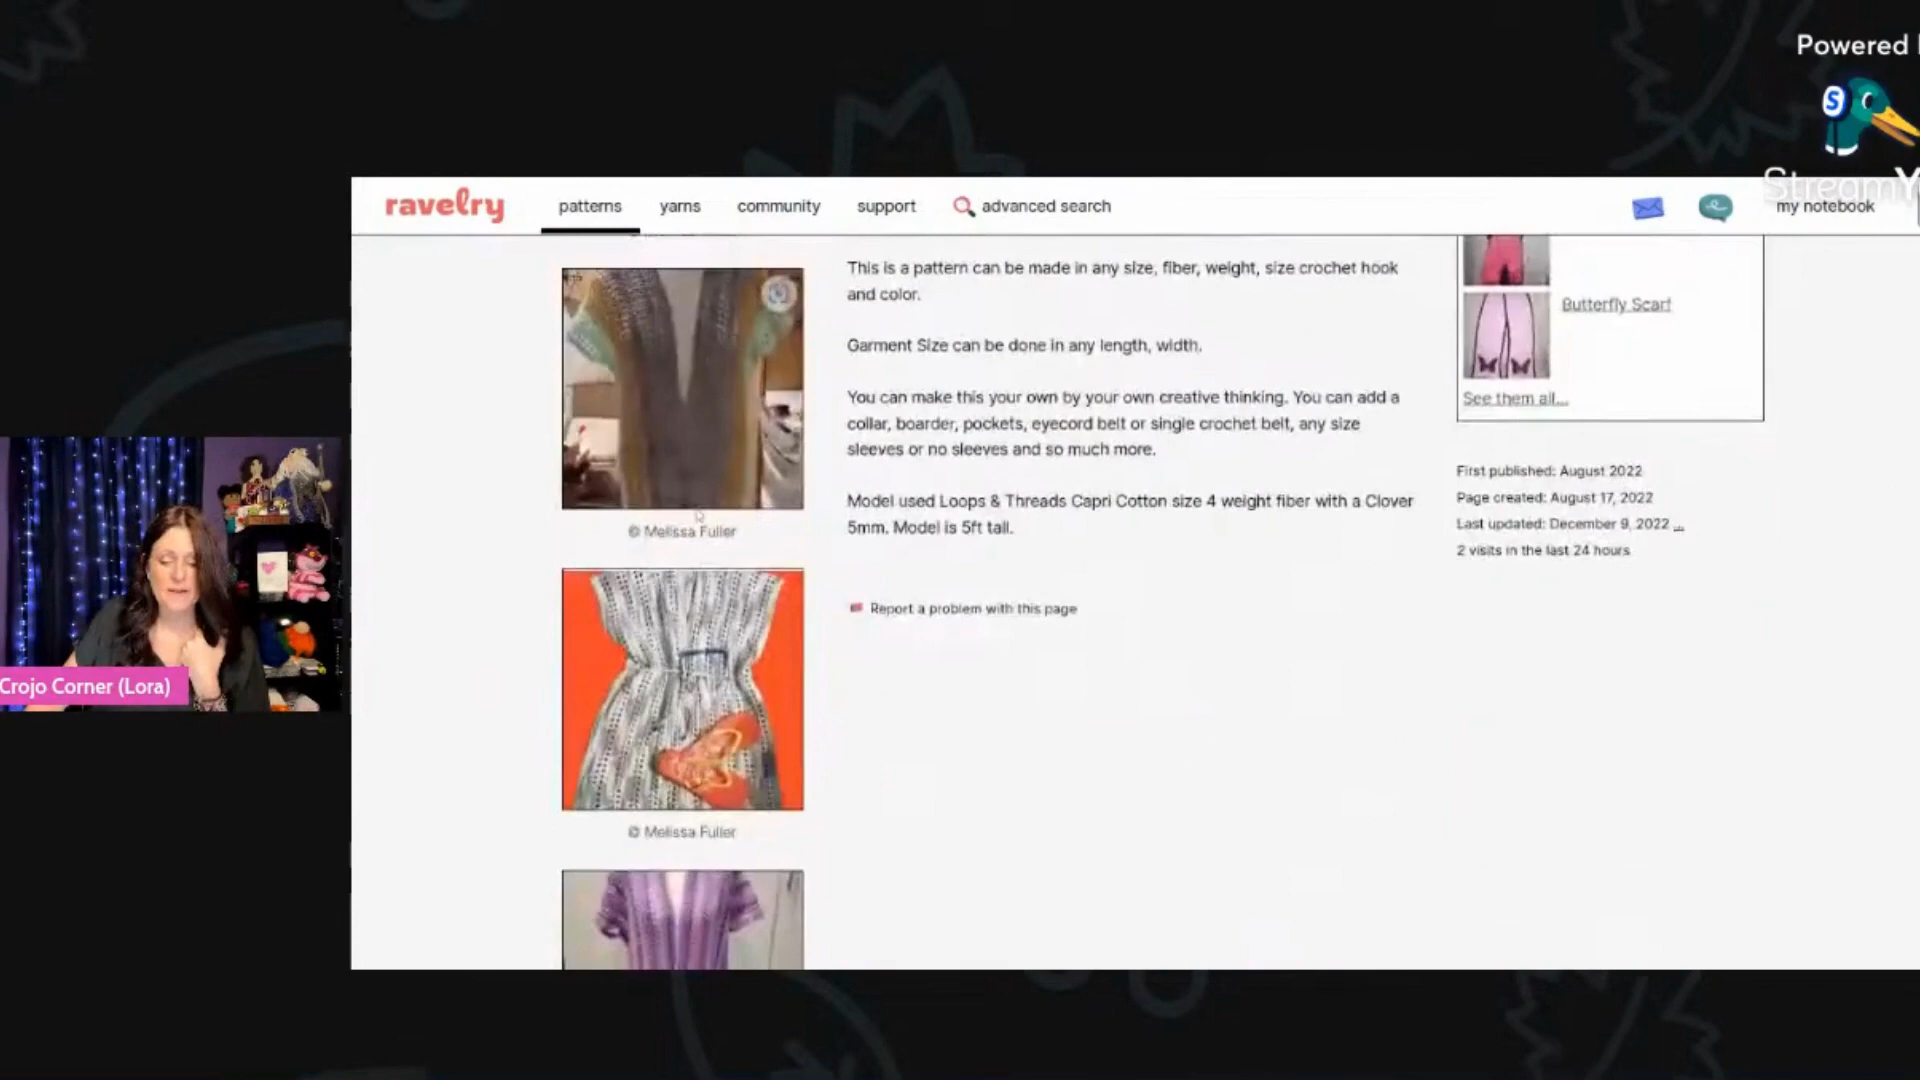 Powered
S
StreamY
ravelry
patterns
yarns
community
support
advanced search
my notebook
This is a pattern can be made in any size, fiber, weight, size crochet hook
and color.
Garment Size can be done in any length, width.
You can make this your own by your own creative thinking. You can add a
collar, boarder, pockets, eyecord belt or single crochet belt, any size
sleeves or no sleeves and so much more.
Model used Loops & Threads Capri Cotton size 4 weight fiber with a Clover
5mm. Model is 5ft tall.
Report a problem with this page
© Melissa Fuller
© Melissa Fuller
Butterfly Scarf
See them all...
First published: August 2022
Page created: August 17, 2022
Last updated: December 9, 2022 ...
2 visits in the last 24 hours
Crojo Corner (Lora)